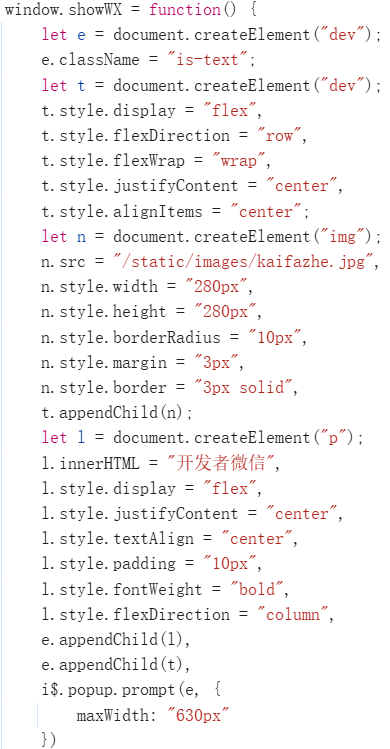 window.showWX = function() {
let e = document.createElement("dev");
e.className = "is-text";
let t = document.createElement("dev");
t.style.display = "flex",
t.style.flexDirection = "row",
t.style.flexWrap = "wrap",
t.style.justifyContent = "center",
t.style.alignItems = "center";
let n = document.createElement("img");
n.src = "/static/images/kaifazhe.jpg",
n.style.width = "280px",
n.style.height = "280px",
n.style.borderRadius = "10px",
n.style.margin = "3px",
n.style.border = "3px solid",
t.appendChild(n);
let l = document.createElement("p");
l.innerHTML = "开发者微信",
l.style.display = "flex",
l.style.justifyContent = "center",
l.style.textAlign = "center",
l.style.padding = "10px",
l.style.fontWeight = "bold",
l.style.flexDirection = "column",
e.appendChild(l),
e.appendChild(t),
i$.popup.prompt(e, {
maxWidth: "630px"
})